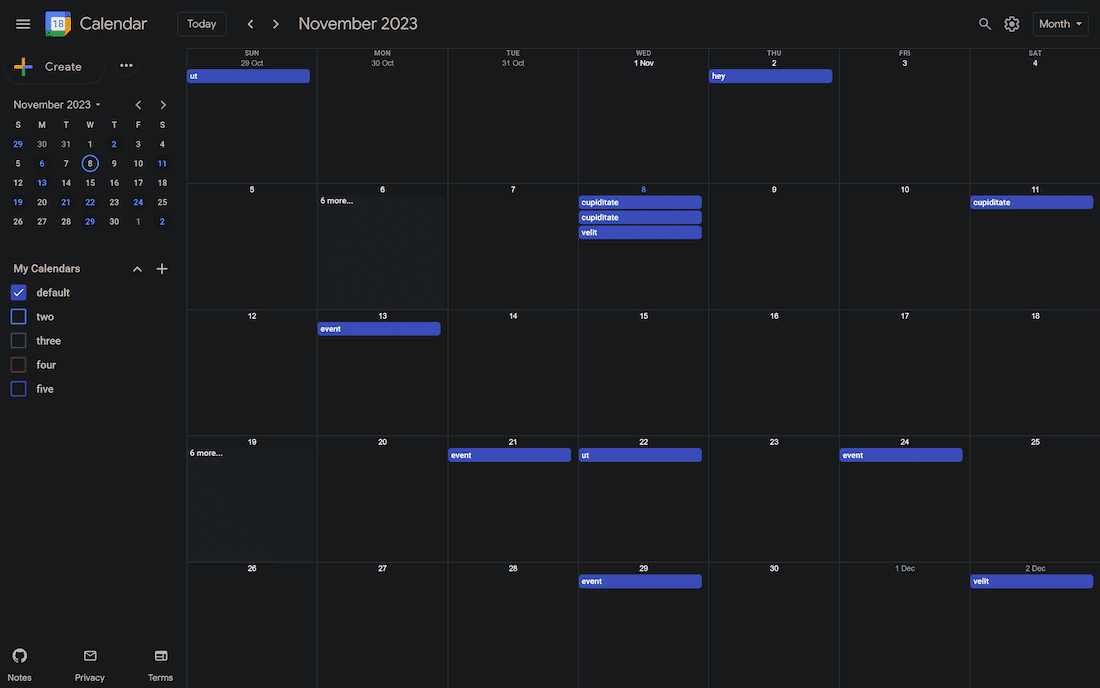 18 Calendar Today November 2023 Month
Create
November 2023
S M T W T F S
29 30 31 1 2 3 4
5 6 7 8 9 10 11
12 13 14 15 16 17 18
19 20 21 22 23 24 25
26 27 28 29 30 1 2
My Calendars
default
two
three
four
five
Notes Privacy Terms
SUN MON TUE WED THU FRI SAT
29 Oct 30 Oct 31 Oct 1 Nov 2 3 4
ut hey
5 6 7 8 9 10 11
6 more... cupiditate cupiditate
cupiditate
velit
12 13 14 15 16 17 18
event
19 20 21 22 23 24 25
6 more... event ut event
26 27 28 29 30 1 Dec 2 Dec
event velit